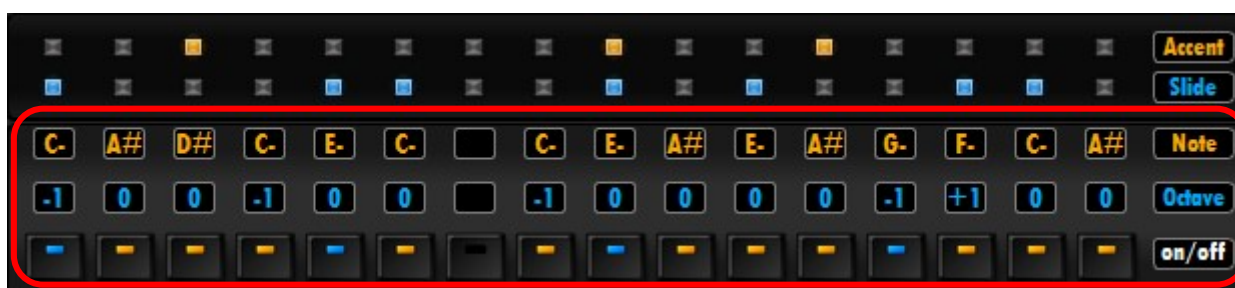 Accent
Slide
C- A# D# C- E- C- C- E- A# E- A# G- F- C- A# Note
-1 0 0 -1 0 0 -1 0 0 0 0 -1 +1 0 0 Octave
on/off